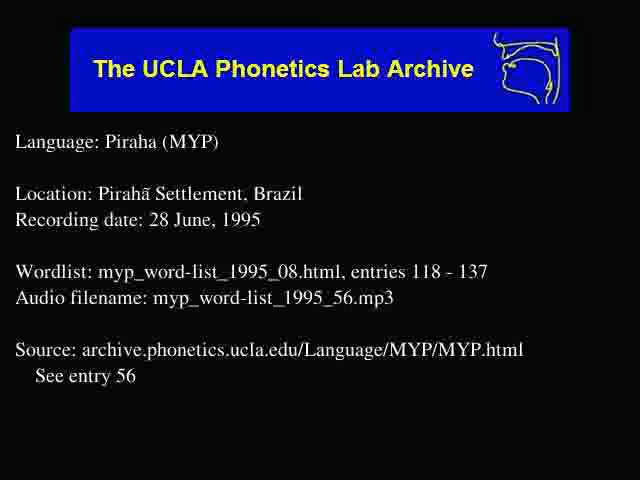 The UCLA Phonetics Lab Archive
Language: Piraha (MYP)
Location: Pirahã Settlement, Brazil
Recording date: 28 June, 1995
Wordlist: myp_word-list_1995_08.html, entries 118 - 137
Audio filename: myp_word-list_1995_56.mp3
Source: archive.phonetics.ucla.edu/Language/MYP/MYP.html
See entry 56